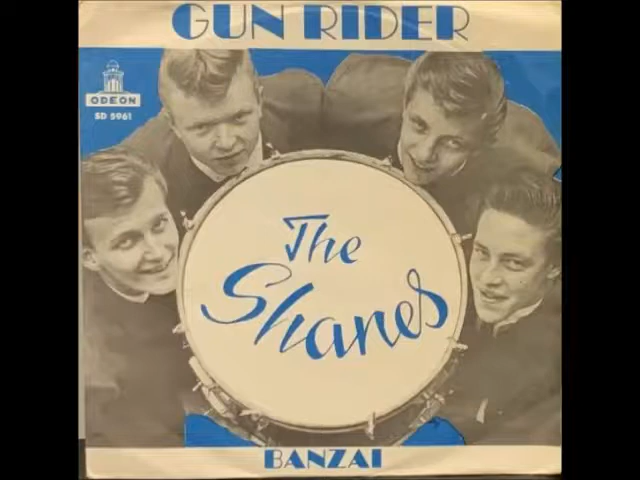 GUN RIDER
ODEON
SD 5961
The
Shanes
BANZAI